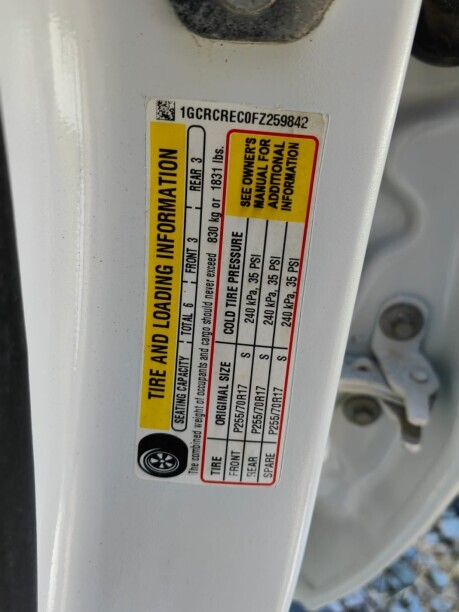 1GCRCREC0FZ259842
TIRE AND LOADING INFORMATION
SEATING CAPACITY TOTAL 6 FRONT 3 REAR 3
The combined weight of occupants and cargo should never exceed 830 kg or 1831 lbs.
TIRE ORIGINAL SIZE COLD TIRE PRESSURE
FRONT P255/70R17 S 240 kPa, 35 PSI
REAR P255/70R17 S 240 kPa, 35 PSI
SPARE P255/70R17 S 240 kPa, 35 PSI
SEE OWNER'S
MANUAL FOR
ADDITIONAL
INFORMATION